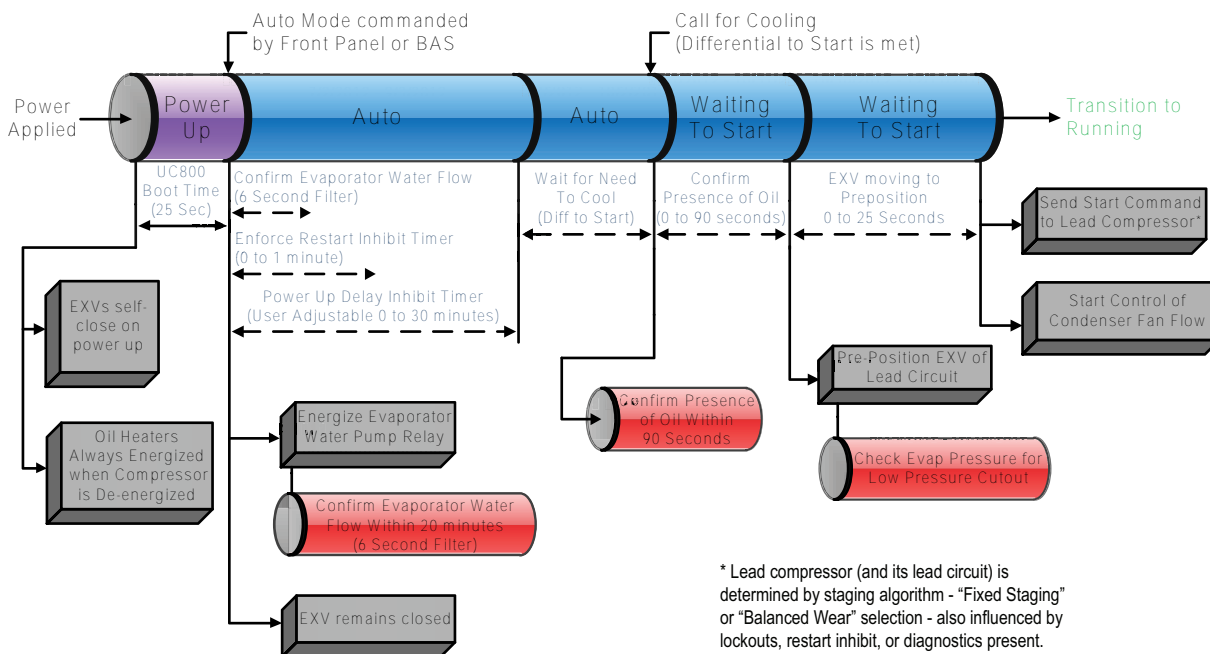 Auto Mode commanded
by Front Panel or BAS
Call for Cooling
(Differential to Start is met)
Power
Applied
Power
Up
Auto
Auto
Waiting
To Start
Waiting
To Start
Transition to
Running
UC800
Boot Time
(25 Sec)
Confirm Evaporator Water Flow
(6 Second Filter)
Enforce Restart Inhibit Timer
(0 to 1 minute)
Power Up Delay Inhibit Timer
(User Adjustable 0 to 30 minutes)
Wait for Need
To Cool
(Diff to Start)
Confirm
Presence of Oil
(0 to 90 seconds)
EXV moving to
Preposition
0 to 25 Seconds
Send Start Command
to Lead Compressor*
Start Control of
Condenser Fan Flow
EXVs self-
close on
power up
Oil Heaters
Always Energized
when Compressor
is De-energized
Energize Evaporator
Water Pump Relay
Confirm Evaporator Water
Flow Within 20 minutes
(6 Second Filter)
EXV remains closed
Confirm Presence
of Oil Within
90 Seconds
Pre-Position EXV of
Lead Circuit
Check Evap Pressure for
Low Pressure Cutout
* Lead compressor (and its lead circuit) is
determined by staging algorithm - “Fixed Staging”
or “Balanced Wear” selection - also influenced by
lockouts, restart inhibit, or diagnostics present.